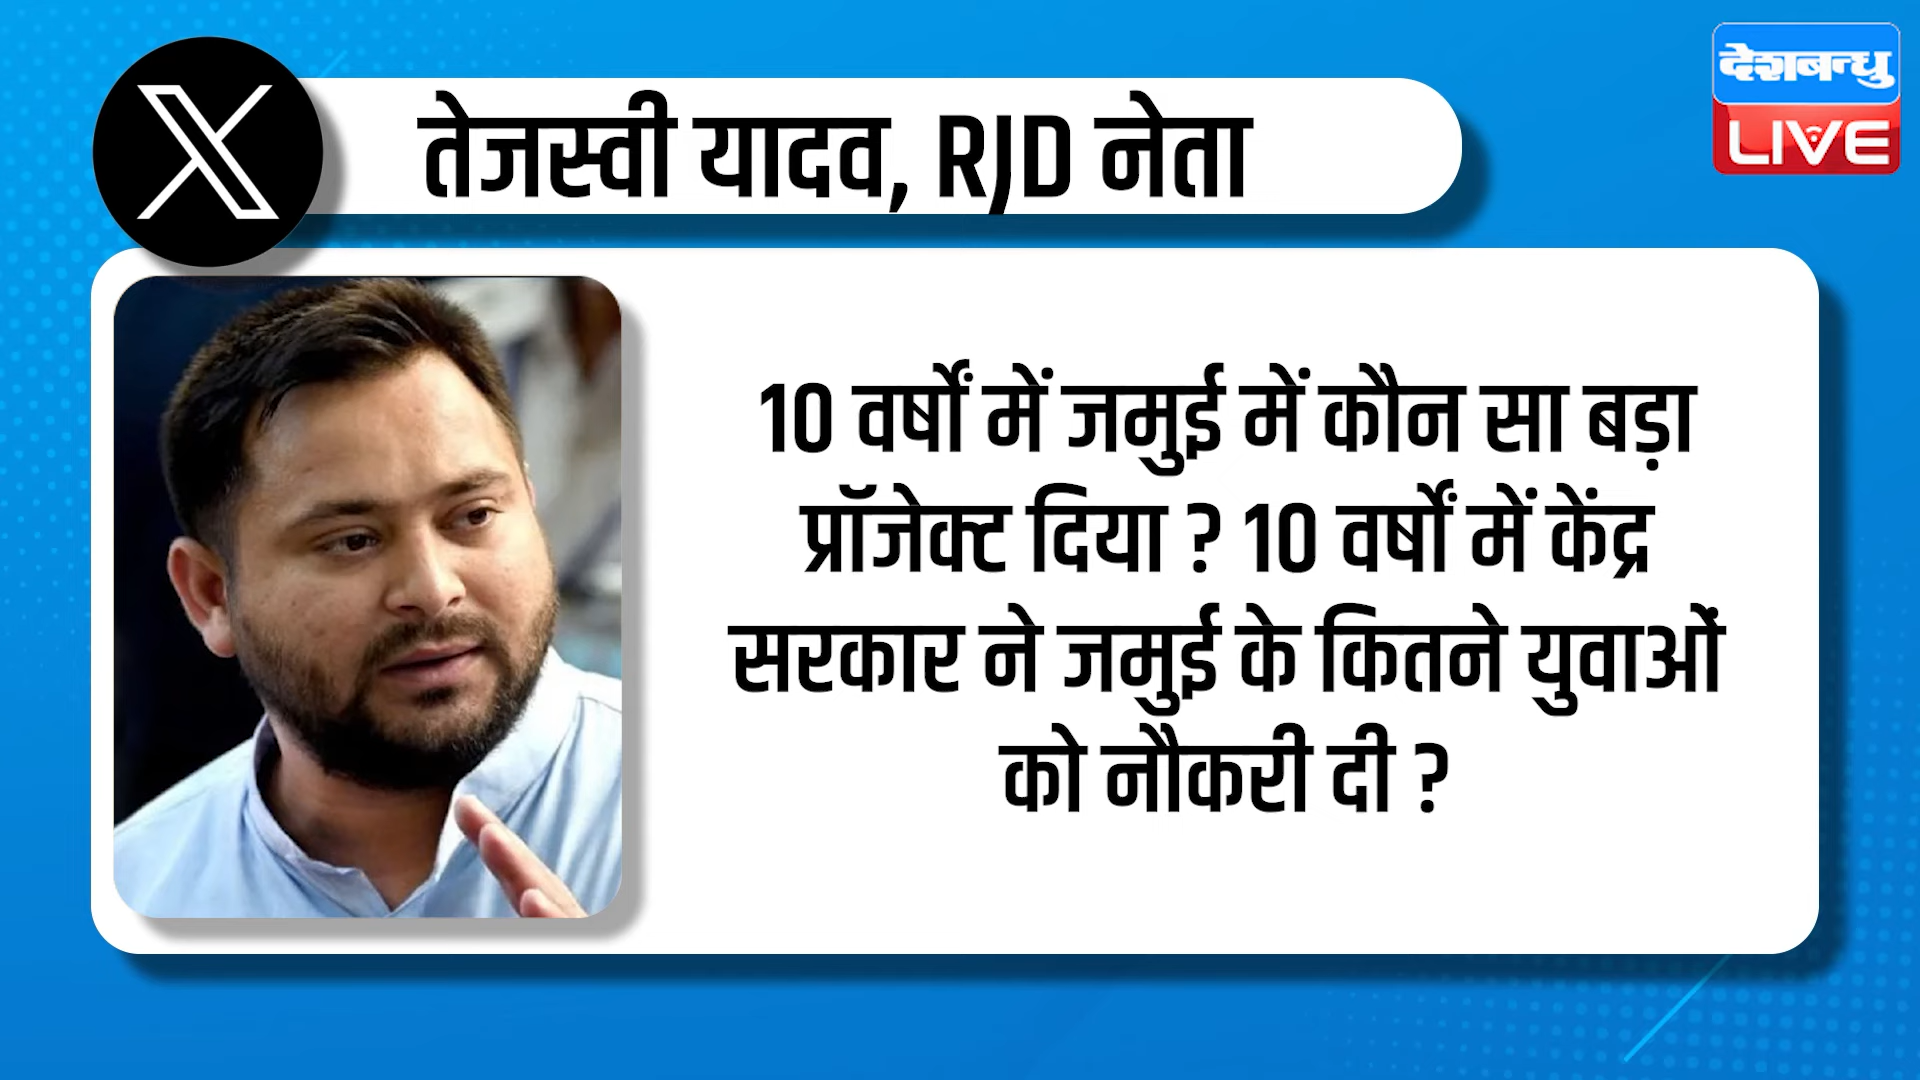 तेजस्वी यादव, RJD नेता
देशबन्धु
LIVE
10 वर्षों में जमुई में कौन सा बड़ा
प्रॉजेक्ट दिया ? 10 वर्षों में केंद्र
सरकार ने जमुई के कितने युवाओं
को नौकरी दी ?